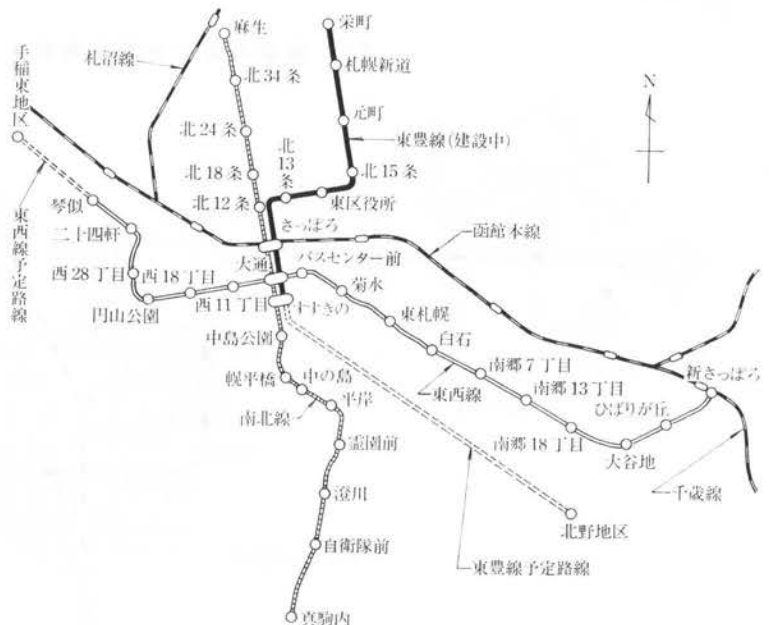 手稲東地区
札沼線
麻生
栄町
北34条
札幌新道
北24条
元町
東豊線(建設中)
北18条
北13条
北15条
北12条
東区役所
N
東西線予定路線
琴似
二十四軒
西28丁目
西18丁目
円山公園
西11丁目
さっぽろ
大通
バスセンター前
すすきの
函館本線
菊水
東札幌
白石
南郷7丁目
東西線
南郷13丁目
南郷18丁目
ひばりが丘
新さっぽろ
大谷地
千歳線
中島公園
幌平橋
中の島
平岸
南北線
霊園前
澄川
自衛隊前
真駒内
北野地区
東豊線予定路線